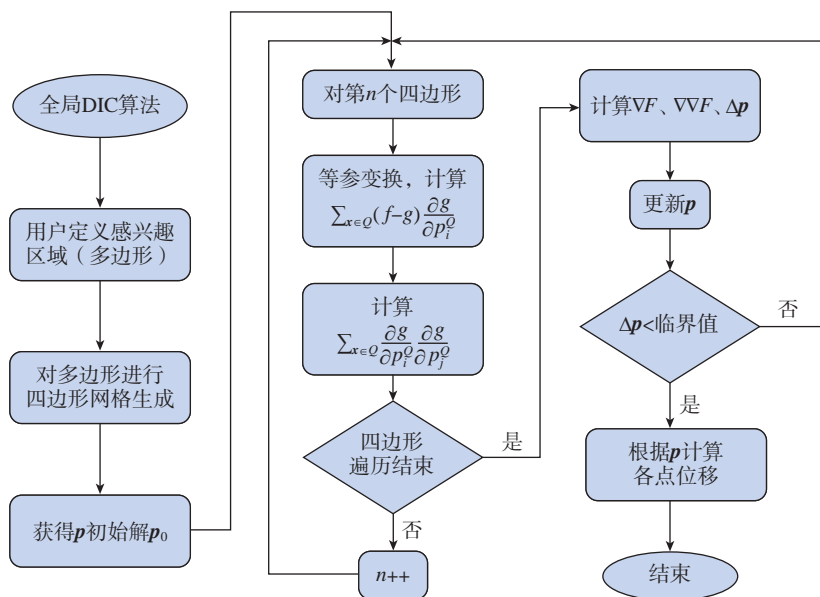 全局DIC算法
用户定义感兴趣
区域（多边形）
对多边形进行
四边形网格生成
获得p初始解p₀
对第n个四边形
等参变换，计算
∑x∈Q(f−g)∂g/∂pᵢQ
计算
∑x∈Q ∂g/∂pᵢQ ∂g/∂pⱼQ
四边形
遍历结束
是
否
n++
计算∇F、∇∇F、Δp
更新p
Δp<临界值
否
是
根据p计算
各点位移
结束